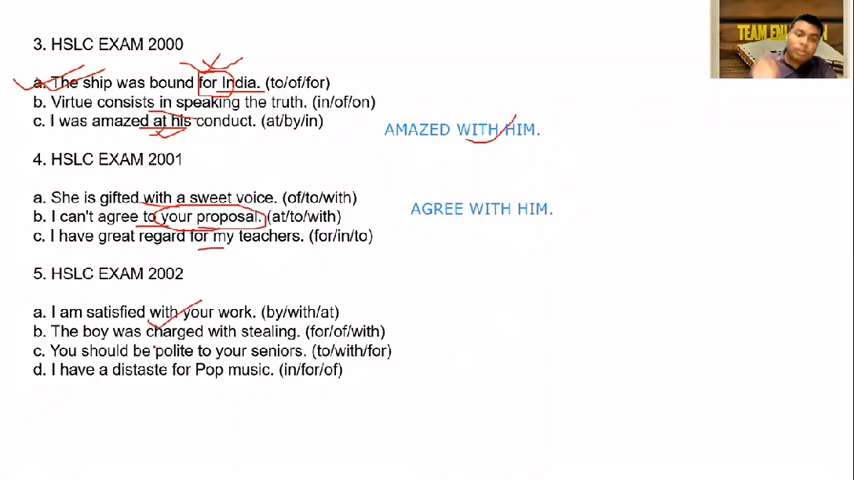 3. HSLC EXAM 2000
a. The ship was bound for India. (to/of/for)
b. Virtue consists in speaking the truth. (in/of/on)
c. I was amazed at his conduct. (at/by/in)
AMAZED WITH HIM.
4. HSLC EXAM 2001
a. She is gifted with a sweet voice. (of/to/with)
b. I can't agree to your proposal. (at/to/with)
AGREE WITH HIM.
c. I have great regard for my teachers. (for/in/to)
5. HSLC EXAM 2002
a. I am satisfied with your work. (by/with/at)
b. The boy was charged with stealing. (for/of/with)
c. You should be polite to your seniors. (to/with/for)
d. I have a distaste for Pop music. (in/for/of)
TEAM